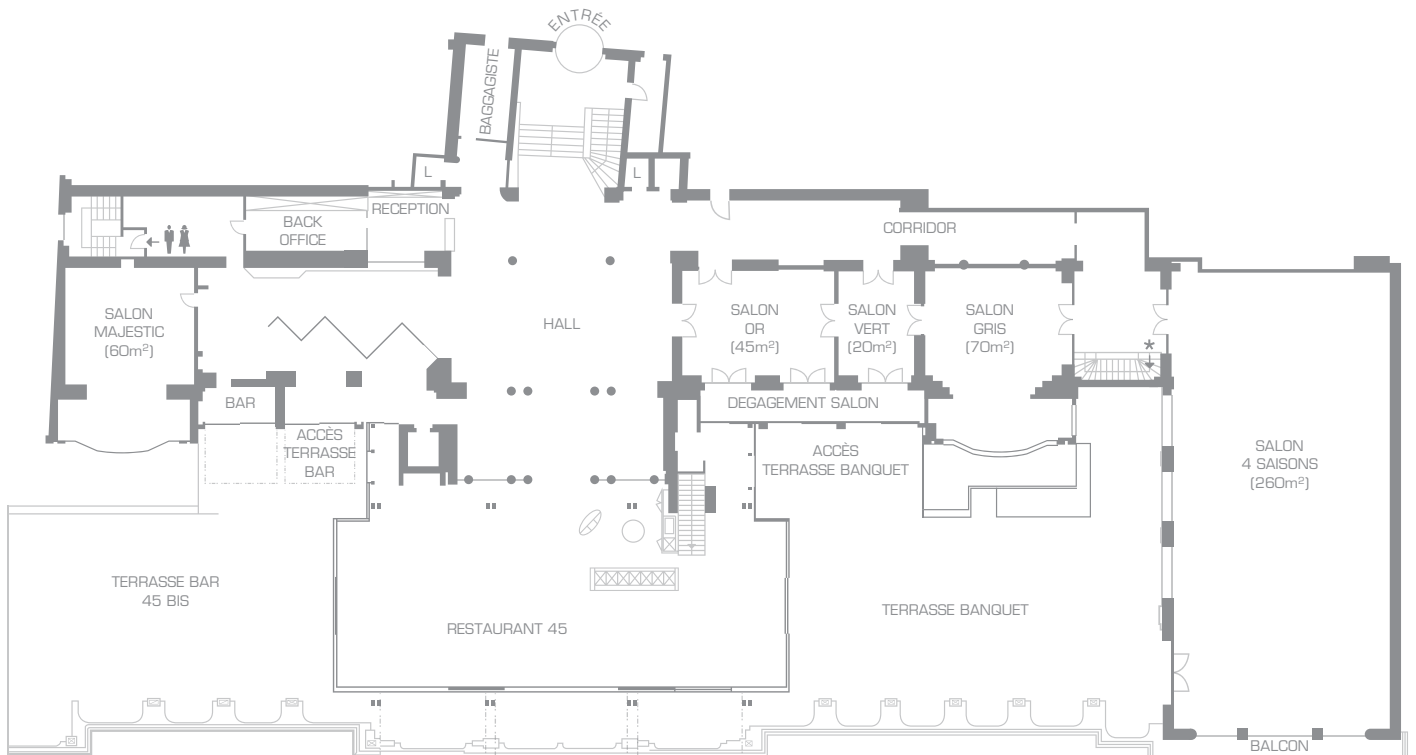 ENTRÉE
BAGGAGISTE
L
L
RECEPTION
BACK
OFFICE
CORRIDOR
SALON
MAJESTIC
(60m²)
HALL
SALON
OR
(45m²)
SALON
VERT
(20m²)
SALON
GRIS
(70m²)
*
BAR
DEGAGEMENT SALON
ACCÈS
TERRASSE
BAR
ACCÈS
TERRASSE BANQUET
SALON
4 SAISONS
(260m²)
TERRASSE BAR
45 BIS
RESTAURANT 45
TERRASSE BANQUET
BALCON